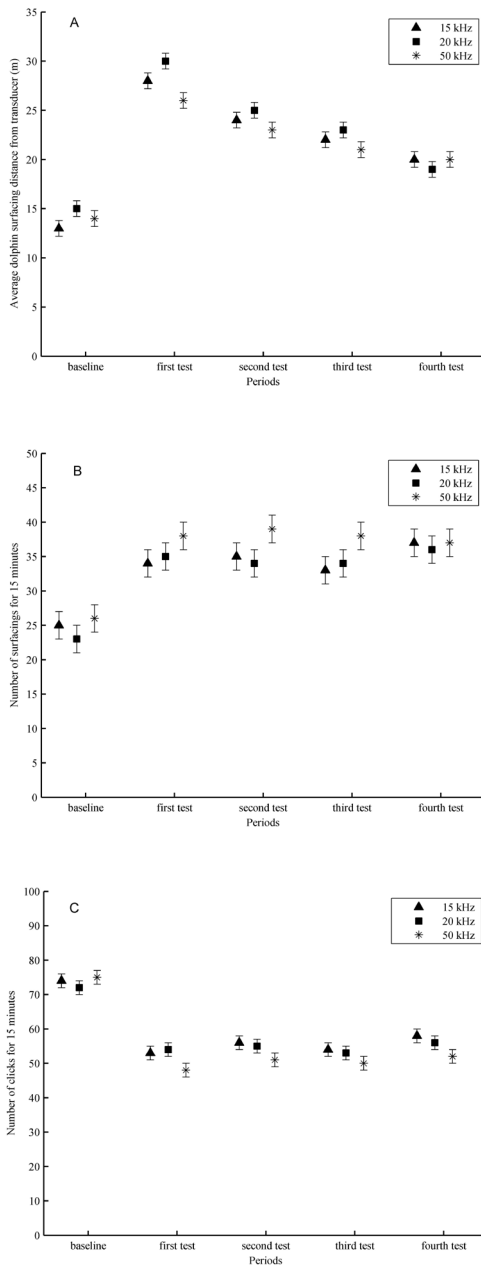 A
15 kHz
20 kHz
50 kHz
Average dolphin surfacing distance from transducer (m)
35
30
25
20
15
10
5
0
baseline first test second test third test fourth test
Periods
B
15 kHz
20 kHz
50 kHz
Number of surfacings for 15 minutes
50
45
40
35
30
25
20
15
10
5
0
baseline first test second test third test fourth test
Periods
C
15 kHz
20 kHz
50 kHz
Number of clicks for 15 minutes
100
90
80
70
60
50
40
30
20
10
0
baseline first test second test third test fourth test
Periods